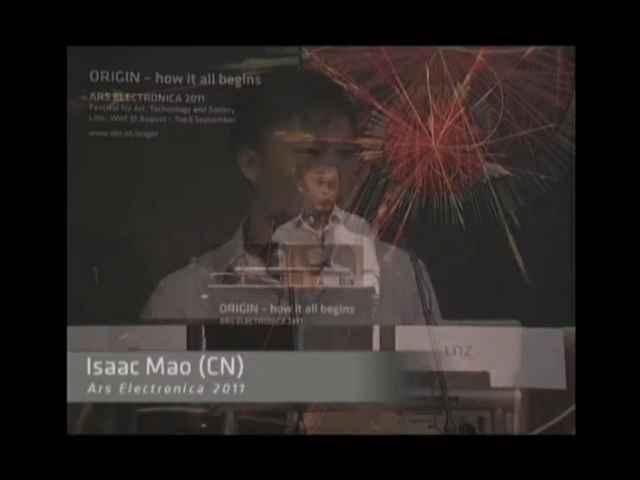 ORIGIN – how it all begins
ARS ELECTRONICA 2011
Festival for Art, Technology and Society
Linz, Wed 31 August – Tue 6 September
www.aec.at/origin
ORIGIN – how it all begins
ARS ELECTRONICA 2011
Isaac Mao (CN)
Ars Electronica 2011